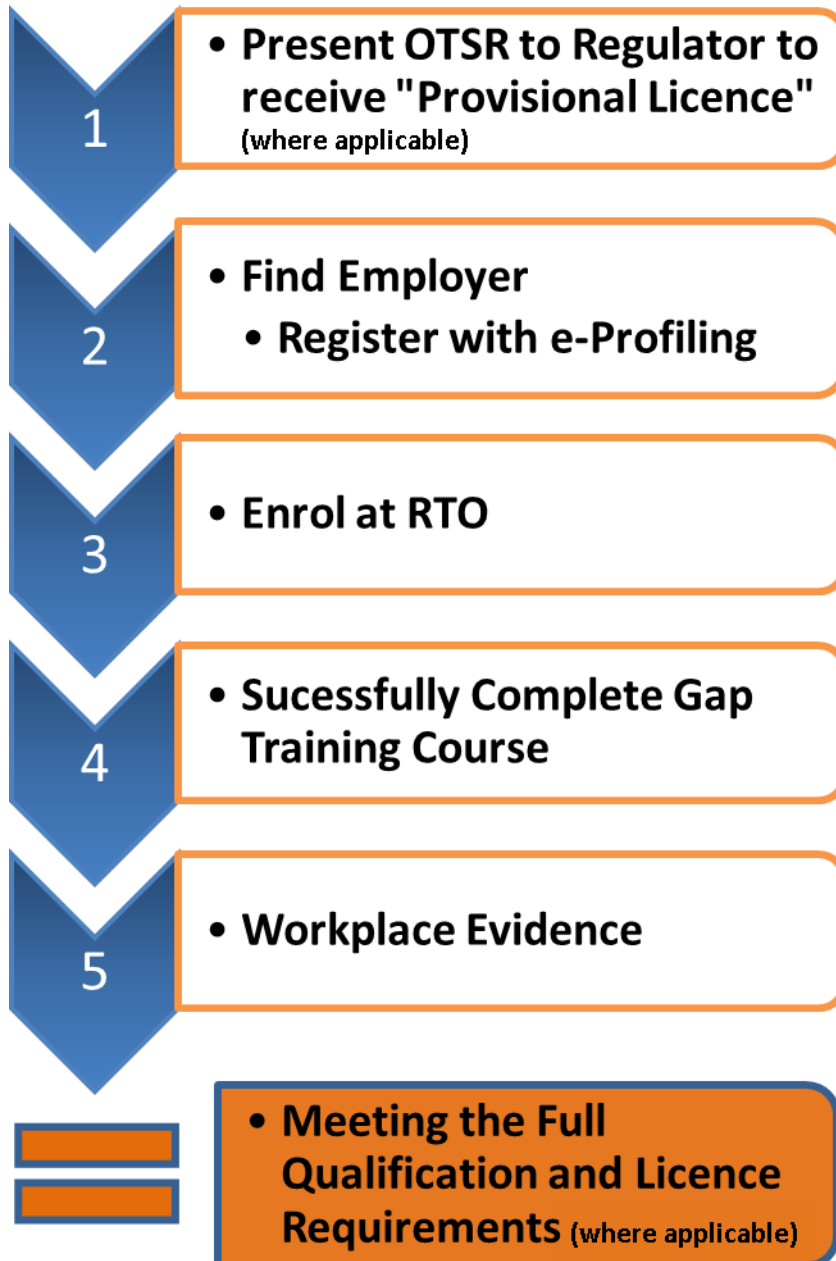 1
• Present OTSR to Regulator to
receive "Provisional Licence"
(where applicable)
2
• Find Employer
• Register with e-Profiling
3
• Enrol at RTO
4
• Sucessfully Complete Gap
Training Course
5
• Workplace Evidence
• Meeting the Full
Qualification and Licence
Requirements (where applicable)